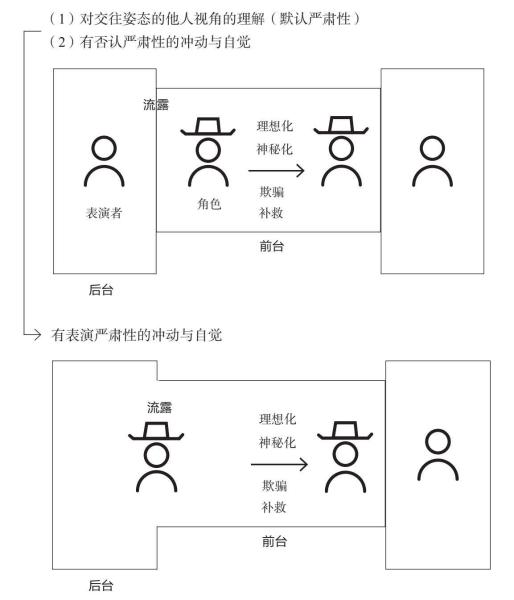 （1）对交往姿态的他人视角的理解（默认严肃性）
（2）有否认严肃性的冲动与自觉
流露
理想化
神秘化
欺骗
补救
表演者
角色
前台
后台
有表演严肃性的冲动与自觉
流露
理想化
神秘化
欺骗
补救
前台
后台